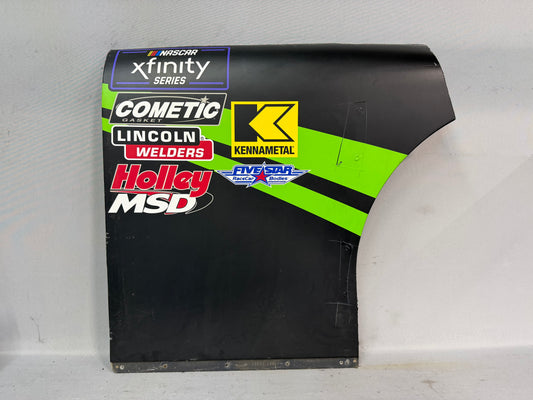 NASCAR
xfinity
SERIES
COMETIC
GASKET
LINCOLN
WELDERS
KENNAMETAL
Holley
FIVE STAR
RaceCar Bodies
MSD